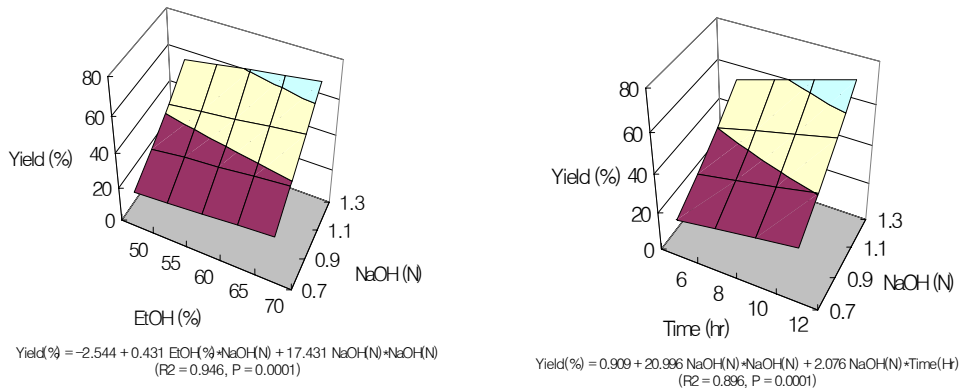 80
60
Yield (%)
40
20
0
50
55
60
65
70
EtOH (%)
0.7
0.9
1.1
1.3
NaOH (N)
Yield(%) = -2.544 + 0.431 EtOH(%)*NaOH(N) + 17.431 NaOH(N)*NaOH(N)
(R2 = 0.946, P = 0.0001)
80
60
Yield (%)
40
20
0
6
8
10
12
Time (hr)
0.7
0.9
1.1
1.3
NaOH (N)
Yield(%) = 0.909 + 20.996 NaOH(N)*NaOH(N) + 2.076 NaOH(N)*Time(Hr)
(R2 = 0.896, P = 0.0001)